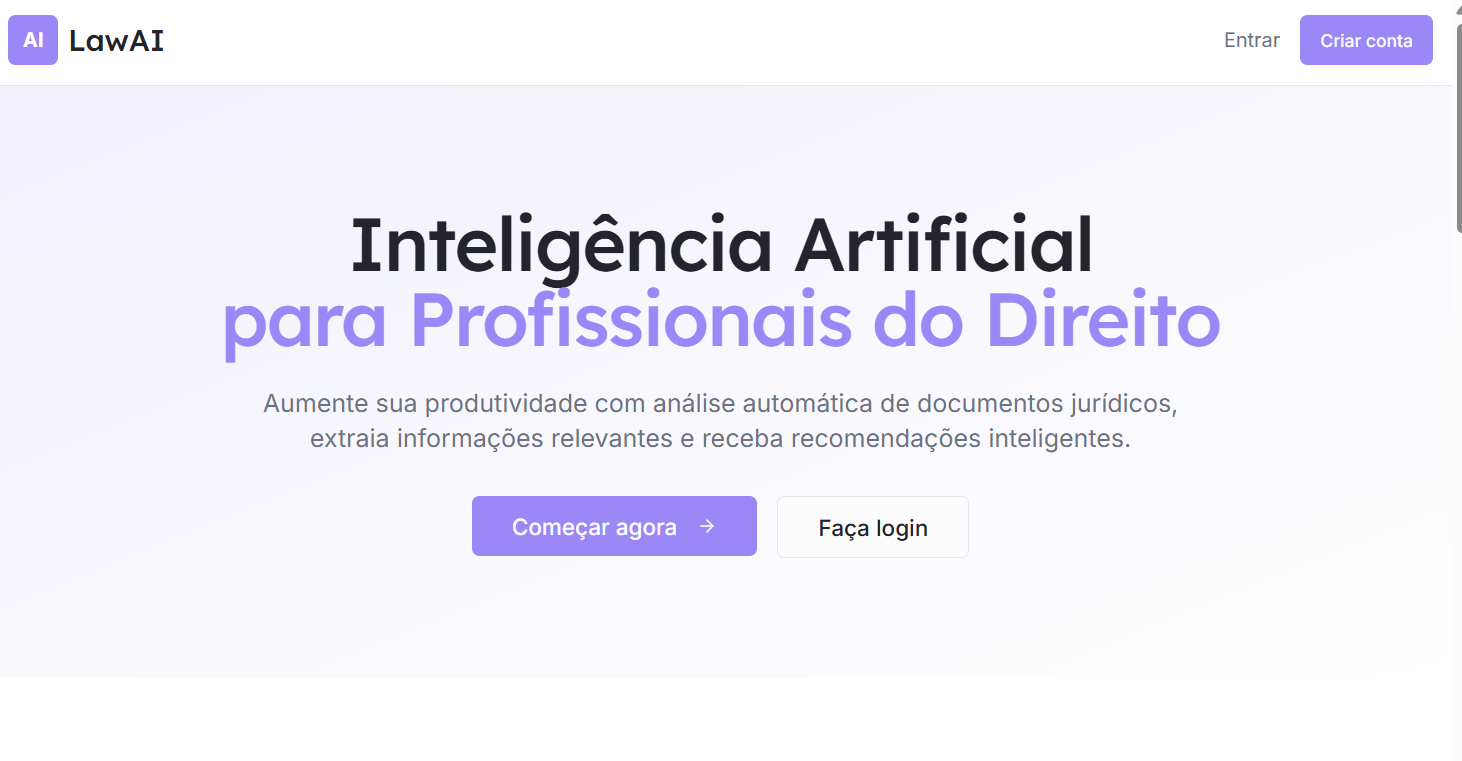 AI LawAI
Entrar
Criar conta
Inteligência Artificial
para Profissionais do Direito
Aumente sua produtividade com análise automática de documentos jurídicos,
extraia informações relevantes e receba recomendações inteligentes.
Começar agora →
Faça login